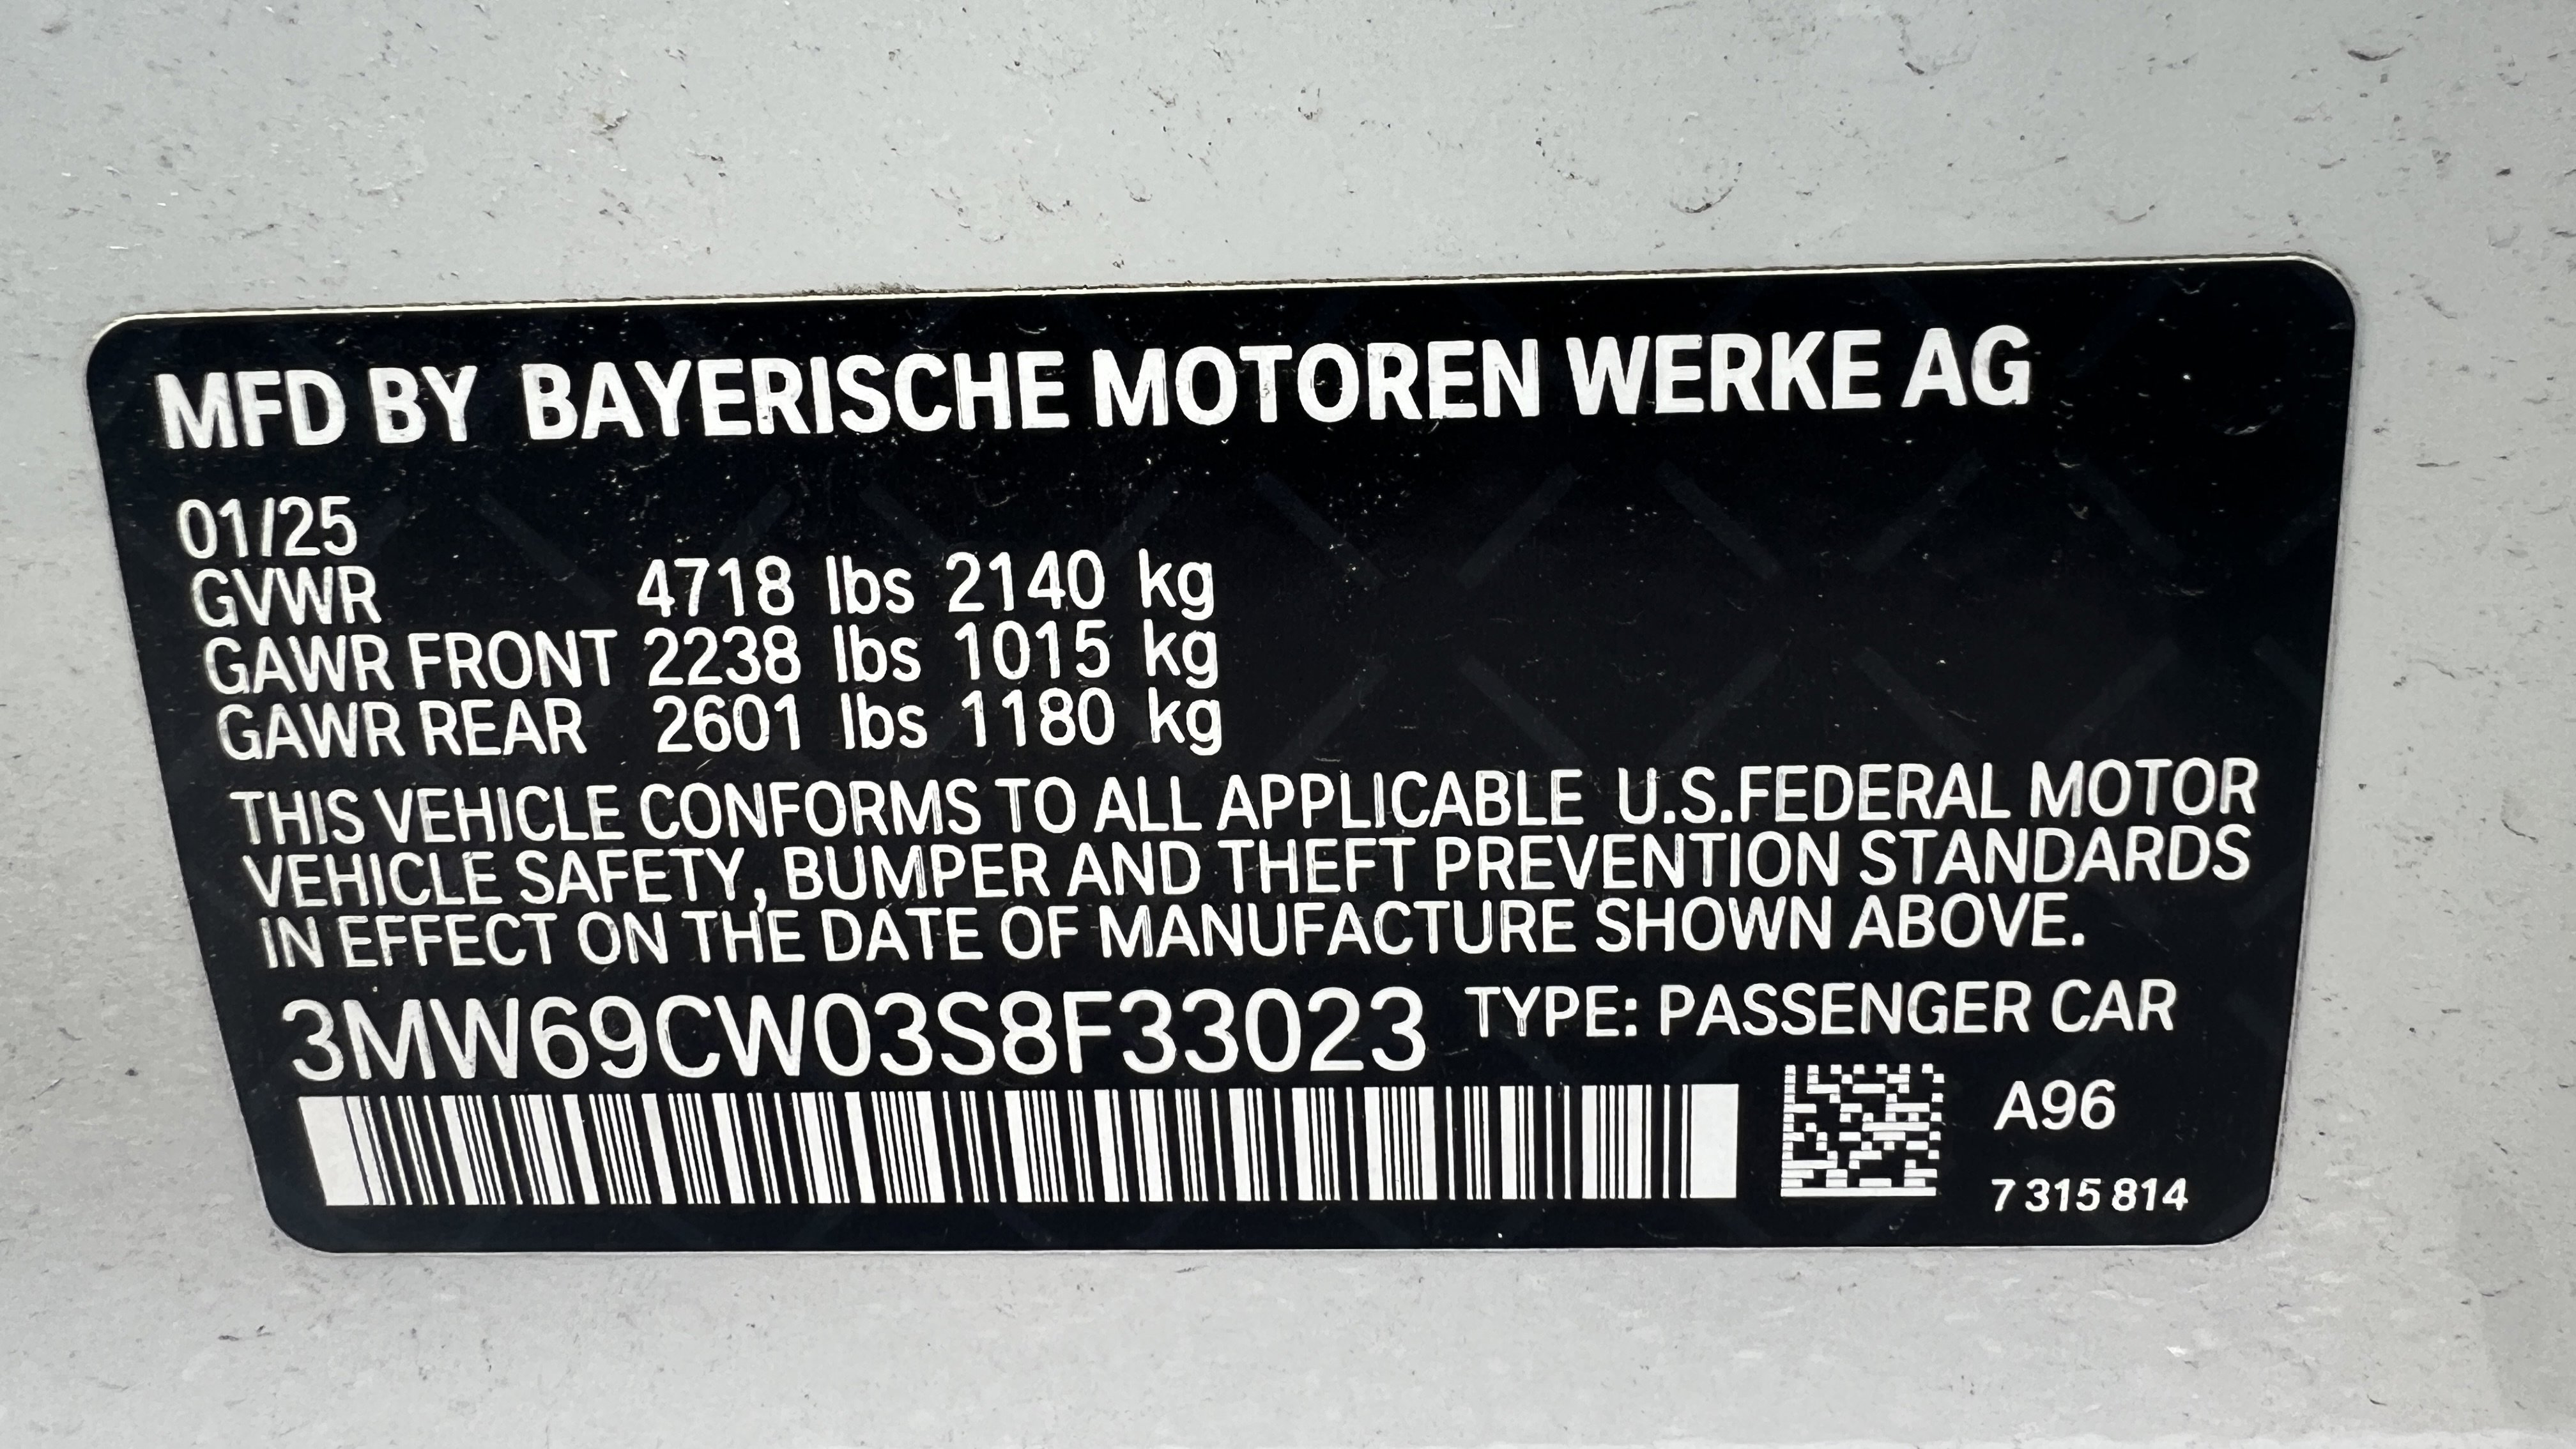 MFD BY BAYERISCHE MOTOREN WERKE AG
01/25
GVWR 4718 lbs 2140 kg
GAWR FRONT 2238 lbs 1015 kg
GAWR REAR 2601 lbs 1180 kg
THIS VEHICLE CONFORMS TO ALL APPLICABLE U.S.FEDERAL MOTOR
VEHICLE SAFETY, BUMPER AND THEFT PREVENTION STANDARDS
IN EFFECT ON THE DATE OF MANUFACTURE SHOWN ABOVE.
3MW69CW03S8F33023 TYPE: PASSENGER CAR
A96
7 315 814